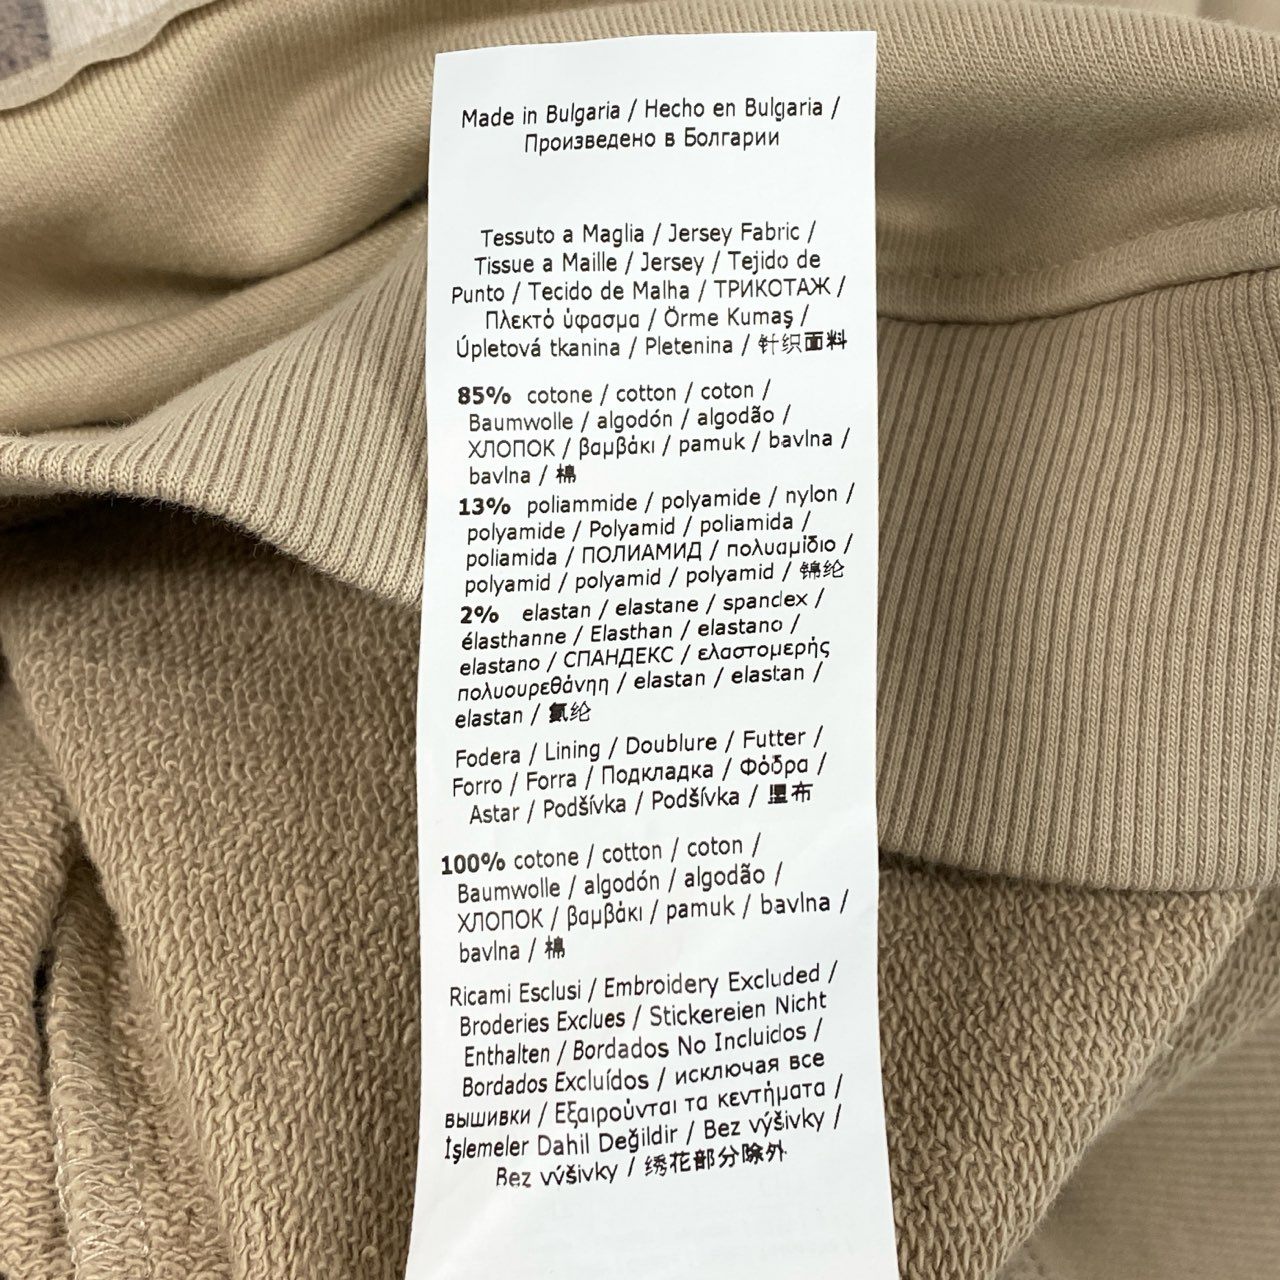 Made in Bulgaria / Hecho en Bulgaria /
Произведено в Болгарии
Tessuto a Maglia / Jersey Fabric /
Tissue a Maille / Jersey / Tejido de
Punto / Tecido de Malha / ТРИКОТАЖ /
Πλεκτό ύφασμα / Örme Kumaş /
Úpletová tkanina / Pletenina / 针织面料
85% cotone / cotton / coton /
Baumwolle / algodón / algodão /
ХЛОПОК / βαμβάκι / pamuk / bavlna /
bavlna / 棉
13% poliammide / polyamide / nylon /
polyamide / Polyamid / poliamida /
poliamida / ПОЛИАМИД / πολυαμίδιο /
polyamid / polyamid / polyamid / 锦纶
2% elastan / elastane / spandex /
élasthanne / Elasthan / elastano /
elastano / СПАНДЕКС / ελαστομερής
πολυουρεθάνηη / elastan / elastan /
elastan / 氨纶
Fodera / Lining / Doublure / Futter /
Forro / Forra / Подкладка / Φόδρα /
Astar / Podšívka / Podšívka / 里布
100% cotone / cotton / coton /
Baumwolle / algodón / algodão /
ХЛОПОК / βαμβάκι / pamuk / bavlna /
bavlna / 棉
Ricami Esclusi / Embroidery Excluded /
Broderies Exclues / Stickereien Nicht
Enthalten / Bordados No Incluidos /
Bordados Excluídos / исключая все
вышивки / Εξαιρούνται τα κεντήματα /
İşlemeler Dahil Değildir / Bez výšivky /
Bez výšivky / 绣花部分除外